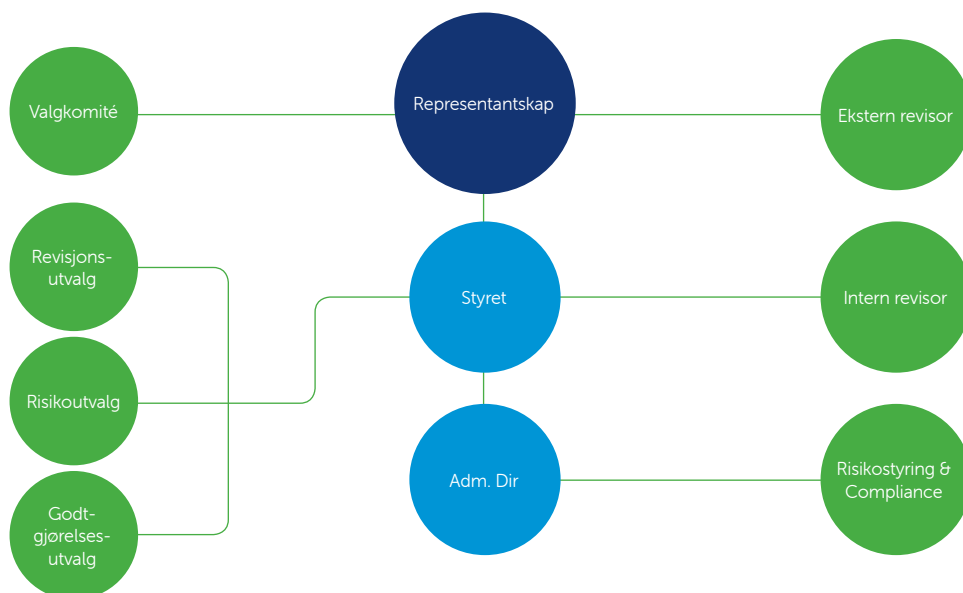 Valgkomité
Representantskap
Ekstern revisor
Revisjons-
utvalg
Styret
Intern revisor
Risikoutvalg
Adm. Dir
Risikostyring &
Compliance
Godt-
gjørelses-
utvalg